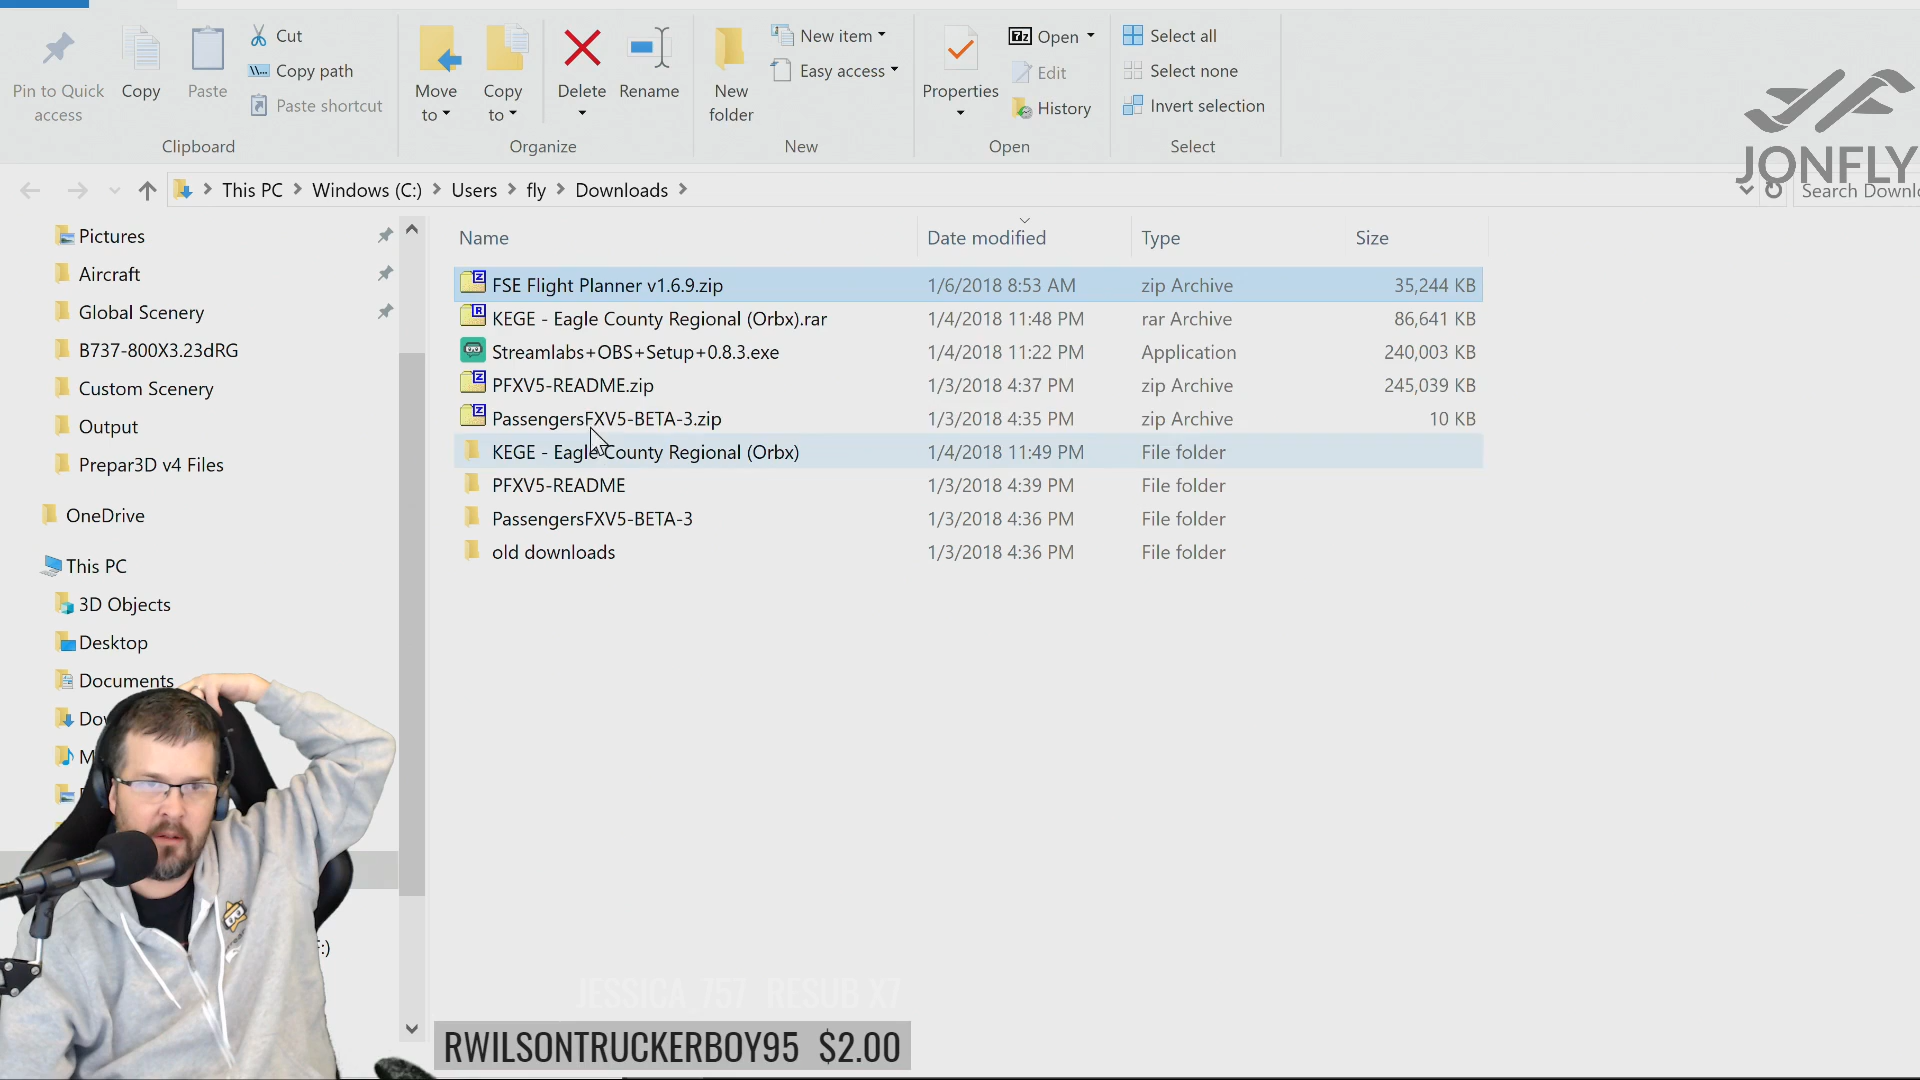 Pin to Quick access
Copy
Paste
Cut
Copy path
Paste shortcut
Clipboard
Move to
Copy to
Delete
Rename
Organize
New folder
New item
Easy access
New
Properties
Open
Edit
History
Open
Select all
Select none
Invert selection
Select
JONFLY
This PC > Windows (C:) > Users > fly > Downloads >
Search Downlo
Pictures
Aircraft
Global Scenery
B737-800X3.23dRG
Custom Scenery
Output
Prepar3D v4 Files
OneDrive
This PC
3D Objects
Desktop
Documents
Dow
M
:)
Name Date modified Type Size
FSE Flight Planner v1.6.9.zip 1/6/2018 8:53 AM zip Archive 35,244 KB
KEGE - Eagle County Regional (Orbx).rar 1/4/2018 11:48 PM rar Archive 86,641 KB
Streamlabs+OBS+Setup+0.8.3.exe 1/4/2018 11:22 PM Application 240,003 KB
PFXV5-README.zip 1/3/2018 4:37 PM zip Archive 245,039 KB
PassengersFXV5-BETA-3.zip 1/3/2018 4:35 PM zip Archive 10 KB
KEGE - Eagle County Regional (Orbx) 1/4/2018 11:49 PM File folder
PFXV5-README 1/3/2018 4:39 PM File folder
PassengersFXV5-BETA-3 1/3/2018 4:36 PM File folder
old downloads 1/3/2018 4:36 PM File folder
JESSICA_757 RESUB X7
RWILSONTRUCKERBOY95 $2.00